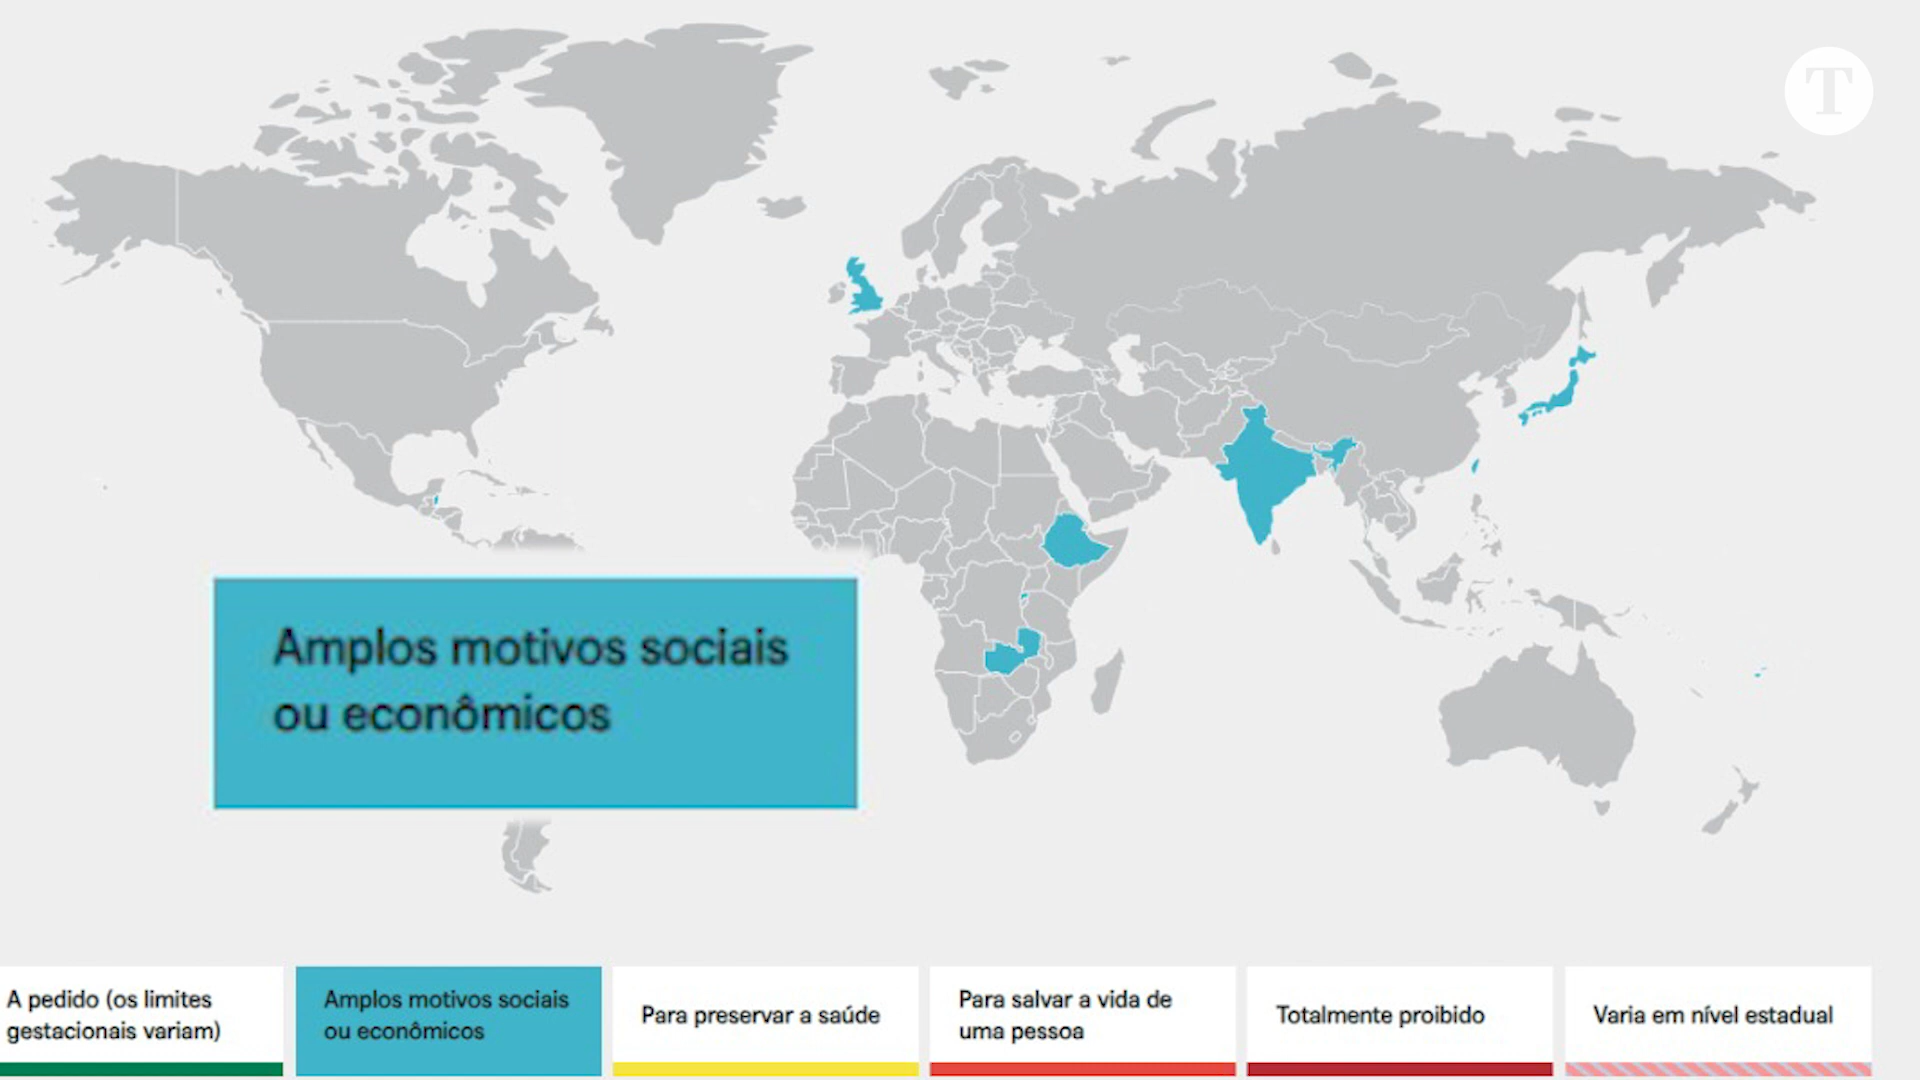 T
Amplos motivos sociais
ou econômicos
A pedido (os limites
gestacionais variam)
Amplos motivos sociais
ou econômicos
Para preservar a saúde
Para salvar a vida de
uma pessoa
Totalmente proibido
Varia em nível estadual